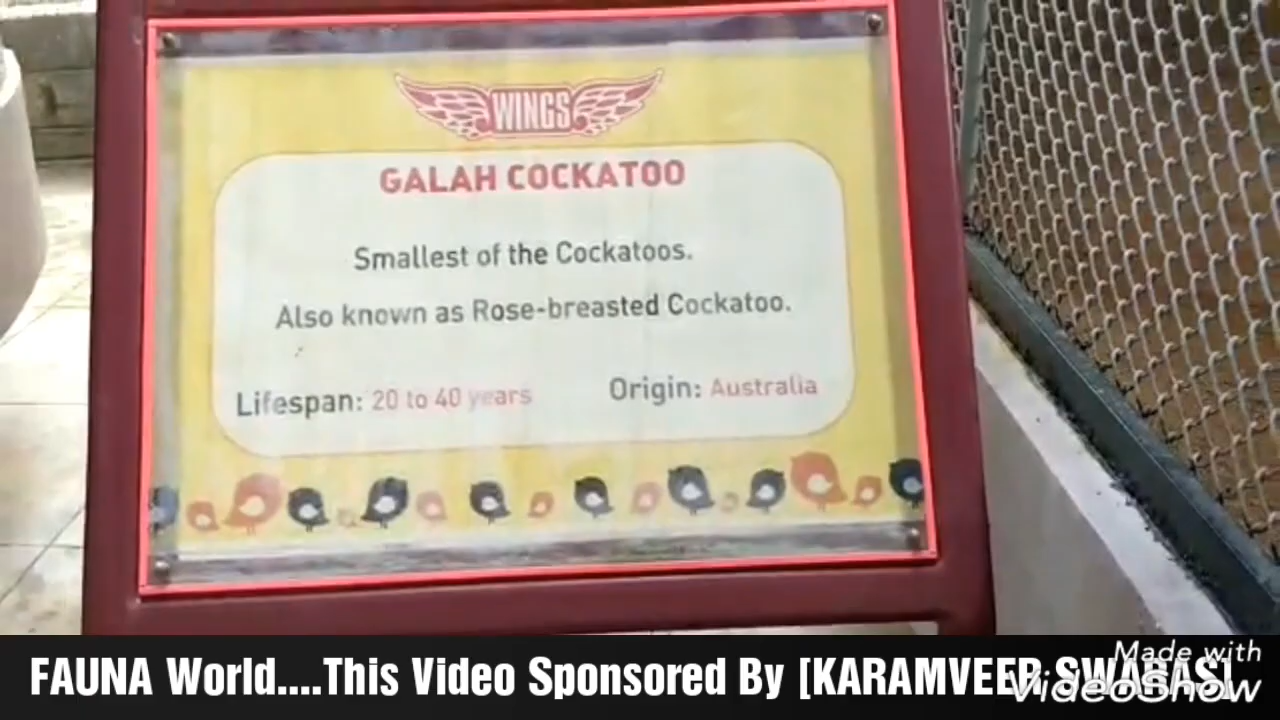 WINGS
GALAH COCKATOO
Smallest of the Cockatoos.
Also known as Rose-breasted Cockatoo.
Lifespan: 20 to 40 years Origin: Australia
Made with
FAUNA World....This Video Sponsored By [KARAMVEER SWARAS]
VideoShow